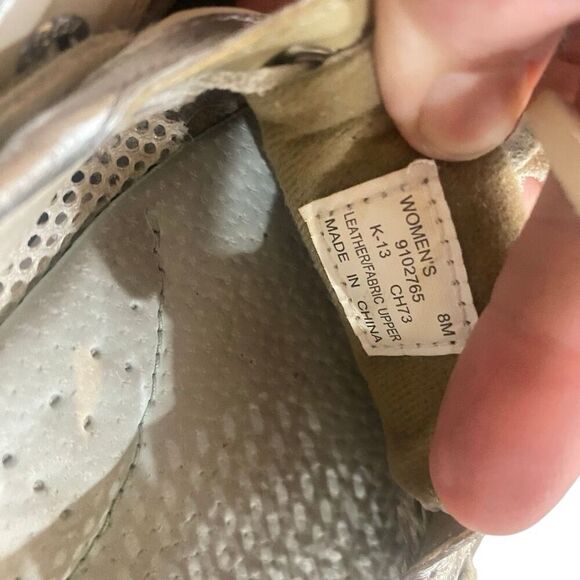 WOMEN'S
9102765 8M
K-13 CH73
LEATHER/FABRIC UPPER
MADE IN CHINA